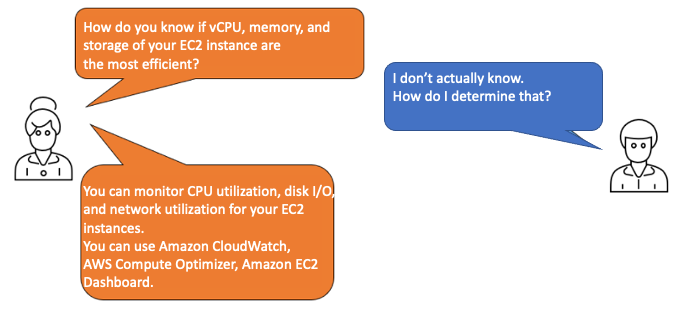 How do you know if vCPU, memory, and
storage of your EC2 instance are
the most efficient?
I don’t actually know.
How do I determine that?
You can monitor CPU utilization, disk I/O,
and network utilization for your EC2
instances.
You can use Amazon CloudWatch,
AWS Compute Optimizer, Amazon EC2
Dashboard.